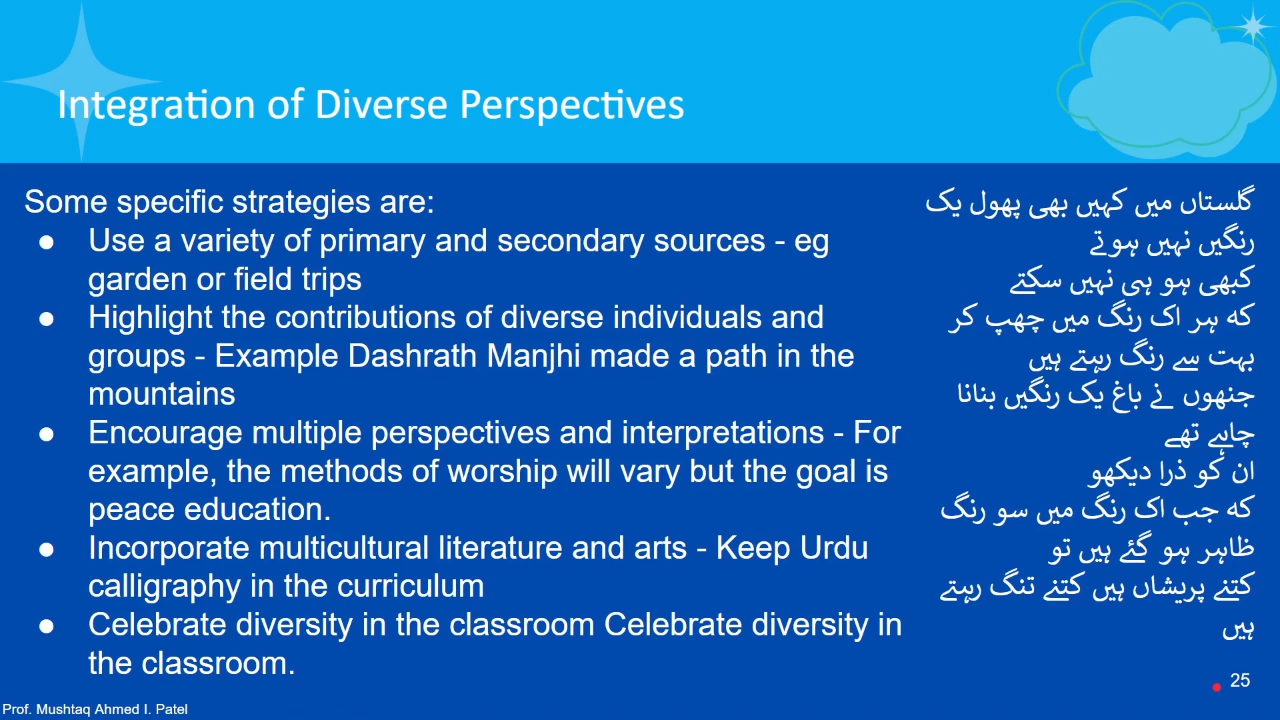 Integration of Diverse Perspectives
Some specific strategies are:
● Use a variety of primary and secondary sources - eg
garden or field trips
● Highlight the contributions of diverse individuals and
groups - Example Dashrath Manjhi made a path in the
mountains
● Encourage multiple perspectives and interpretations - For
example, the methods of worship will vary but the goal is
peace education.
● Incorporate multicultural literature and arts - Keep Urdu
calligraphy in the curriculum
● Celebrate diversity in the classroom Celebrate diversity in
the classroom.
گلستاں میں کہیں بھی پھول یک
رنگیں نہیں ہوتے
کبھی ہو ہی نہیں سکتے
کہ ہر اک رنگ میں چھپ کر
بہت سے رنگ رہتے ہیں
جنھوں نے باغ یک رنگیں بنانا
چاہے تھے
ان کو ذرا دیکھو
کہ جب اک رنگ میں سو رنگ
ظاہر ہو گئے ہیں تو
کتنے پریشاں ہیں کتنے تنگ رہتے
ہیں
25
Prof. Mushtaq Ahmed I. Patel